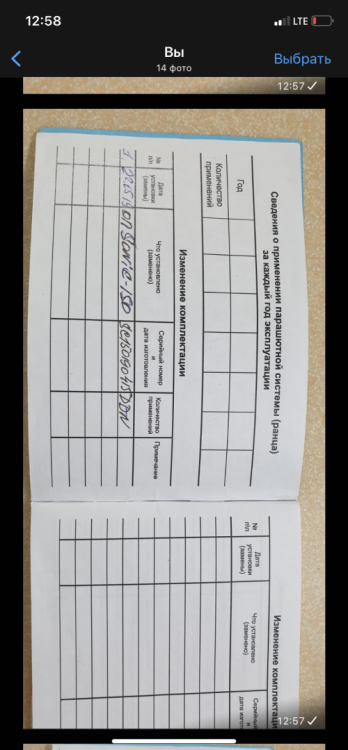 12:58
LTE
Вы
14 фото
Выбрать
12:57
Сведения о применении парашютной системы (ранца)
за каждый год эксплуатации
Год
Количество
применений
Изменение комплектации
№
п/п
Дата
установки
(замены)
Что установлено
(заменено)
Серийный номер
и
дата изготовления
Количество
применений
Примечание
1.
Изменение комплектаци
№
п/п
Дата
установки
(замены)
Что установлено
(заменено)
Серийный
и
дата изгото
12:57